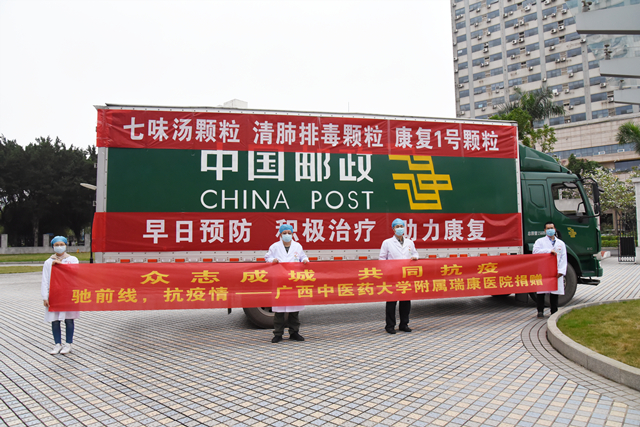 七味汤颗粒 清肺排毒颗粒 康复1号颗粒
中国邮政
CHINA POST
早日预防 积极治疗 助力康复
众志成城 共同抗疫
驰前线，抗疫情——广西中医药大学附属瑞康医院捐赠